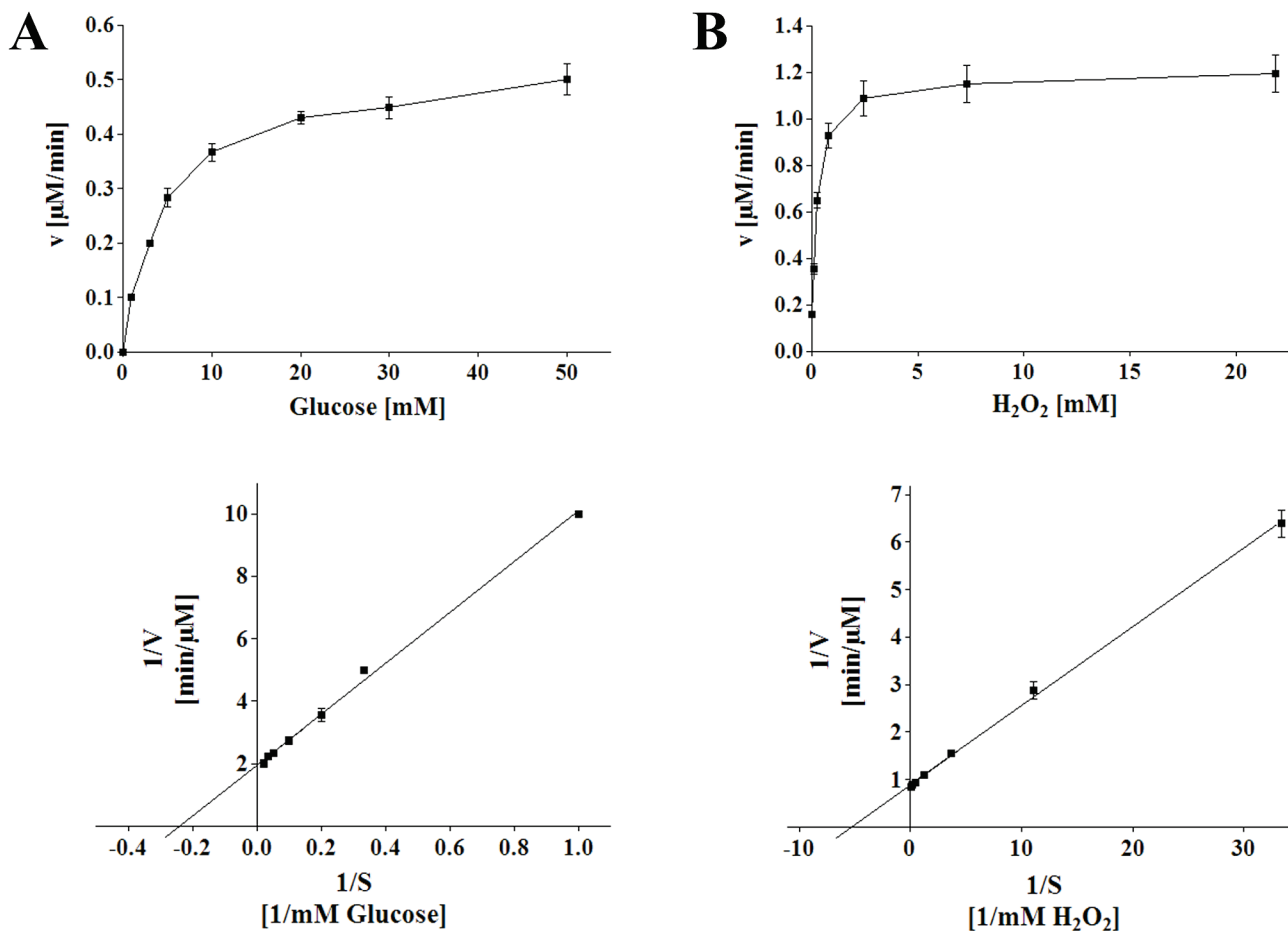 A
0.6
0.5
0.4
0.3
0.2
0.1
0.0
v [µM/min]
0 10 20 30 40 50
Glucose [mM]
B
1.4
1.2
1.0
0.8
0.6
0.4
0.2
0.0
v [µM/min]
0 5 10 15 20
H₂O₂ [mM]
10
8
6
4
2
1/V
[min/µM]
-0.4 -0.2 0.0 0.2 0.4 0.6 0.8 1.0
1/S
[1/mM Glucose]
7
6
5
4
3
2
1
1/V
[min/µM]
-10 0 10 20 30
1/S
[1/mM H₂O₂]